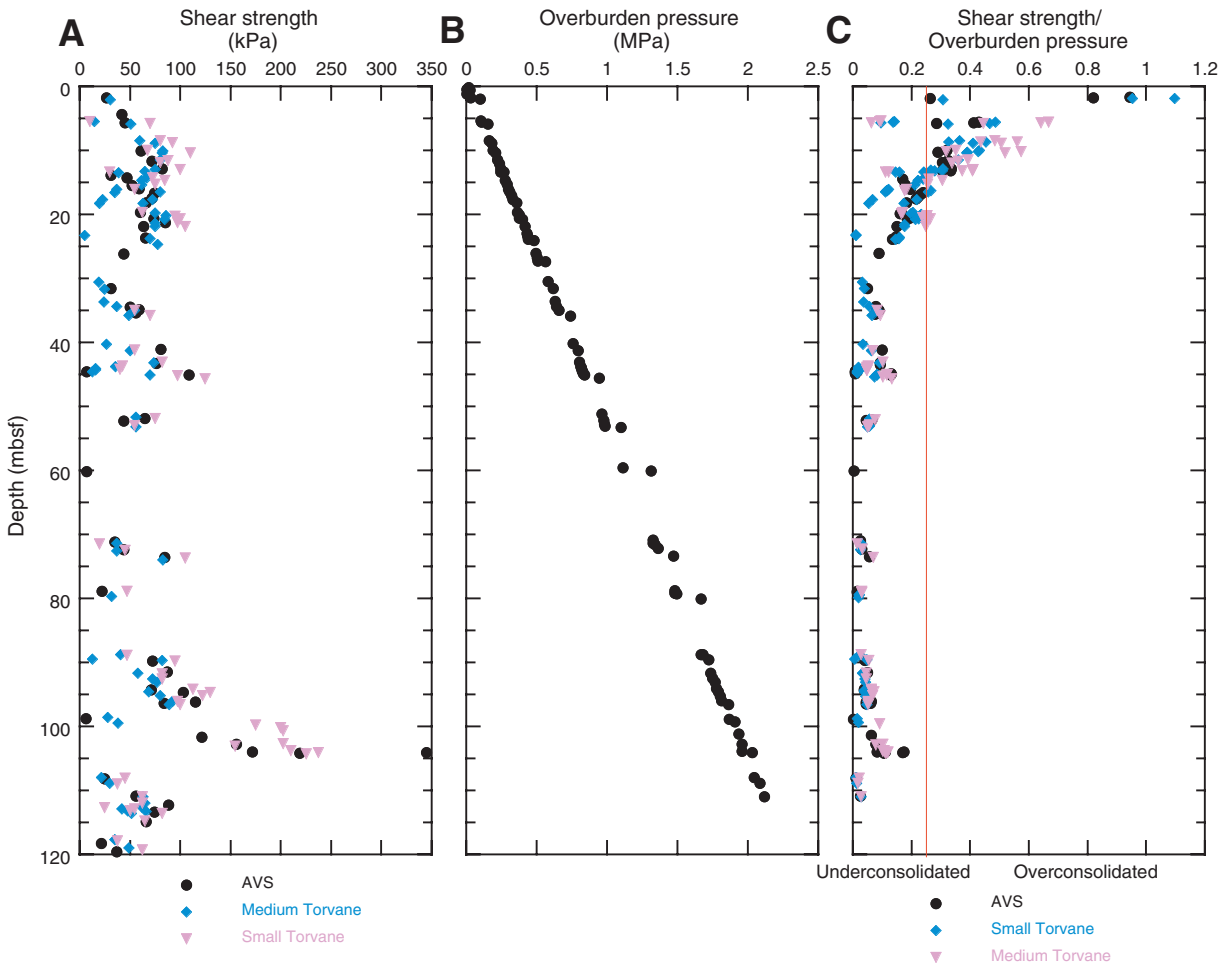 A
Shear strength
(kPa)
0 50 100 150 200 250 300 350
B
Overburden pressure
(MPa)
0 0.5 1 1.5 2 2.5
C
Shear strength/
Overburden pressure
0 0.2 0.4 0.6 0.8 1 1.2
Depth (mbsf)
0
20
40
60
80
100
120
Underconsolidated Overconsolidated
AVS
Medium Torvane
Small Torvane
AVS
Small Torvane
Medium Torvane